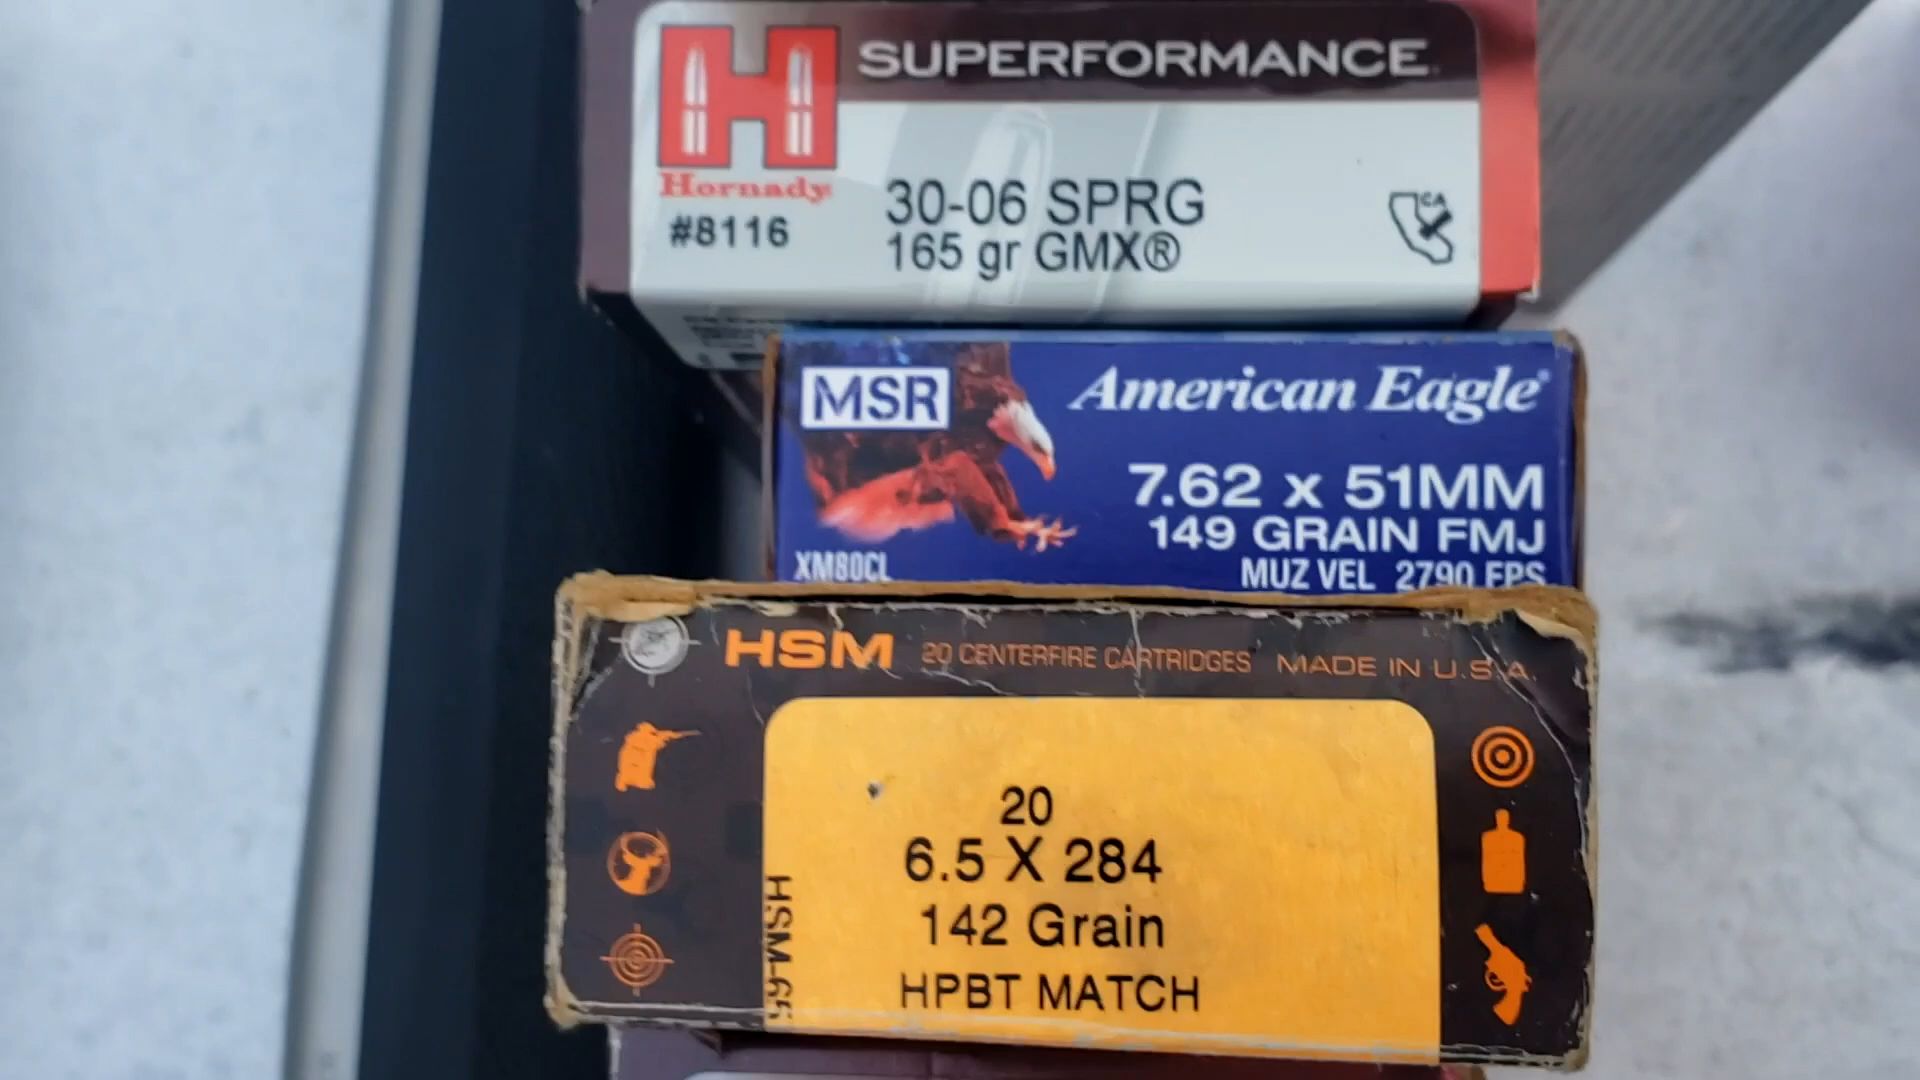 SUPERFORMANCE
Hornady
#8116
30-06 SPRG
165 gr GMX®
CA
MSR
American Eagle®
7.62 x 51MM
149 GRAIN FMJ
XM80CL
MUZ VEL 2790 FPS
HSM 20 CENTERFIRE CARTRIDGES MADE IN U.S.A.
20
6.5 X 284
142 Grain
HPBT MATCH
HSM-65